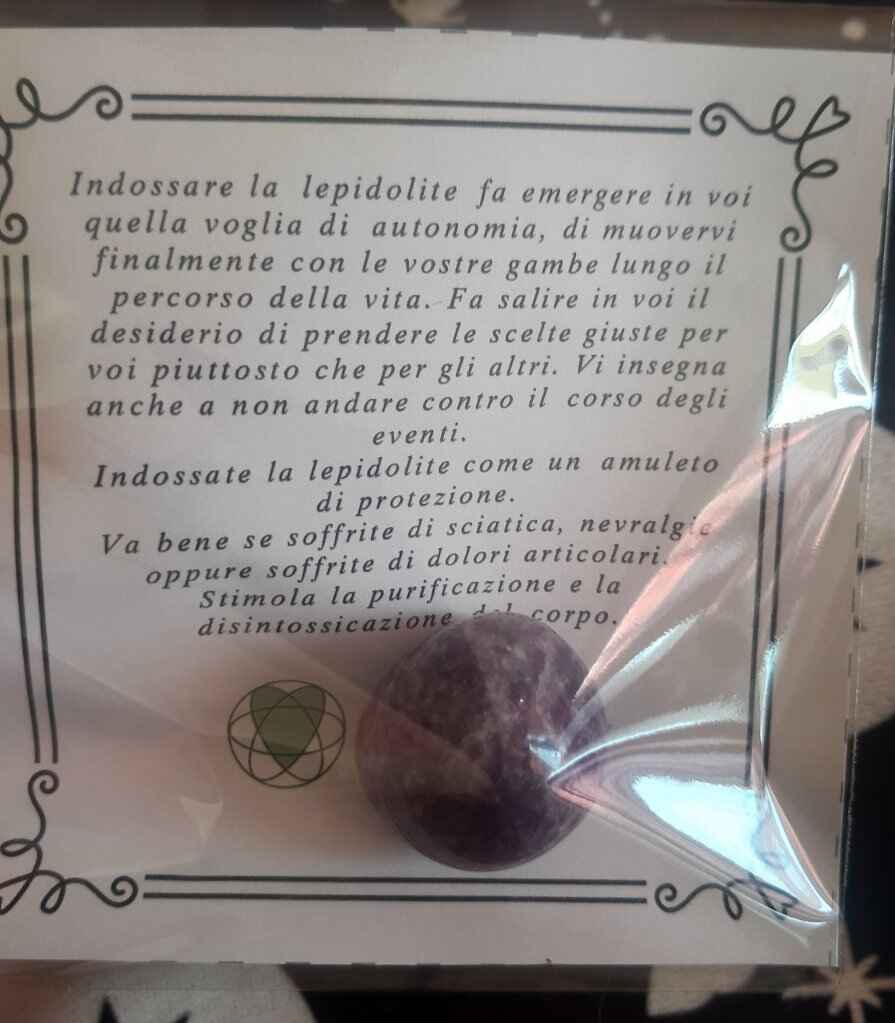 Indossare la lepidolite fa emergere in voi
quella voglia di autonomia, di muovervi
finalmente con le vostre gambe lungo il
percorso della vita. Fa salire in voi il
desiderio di prendere le scelte giuste per
voi piuttosto che per gli altri. Vi insegna
anche a non andare contro il corso degli
eventi.
Indossate la lepidolite come un amuleto
di protezione.
Va bene se soffrite di sciatica, nevralgie
oppure soffrite di dolori articolari.
Stimola la purificazione e la
disintossicazione del corpo.